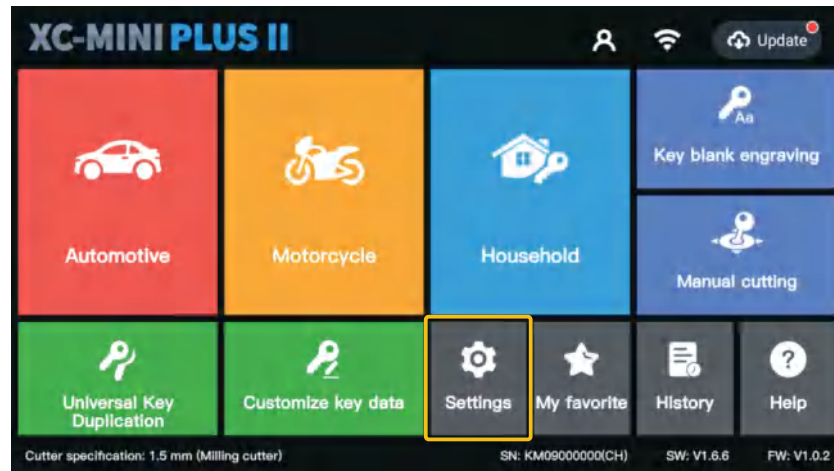 XC-MINI PLUS II
Update
Aa
Key blank engraving
Automotive
Motorcycle
Household
Manual cutting
Universal Key
Duplication
Customize key data
Settings
My favorite
History
?
Help
Cutter specification: 1.5 mm (Milling cutter)
SN: KM09000000(CH)
SW: V1.6.6
FW: V1.0.2